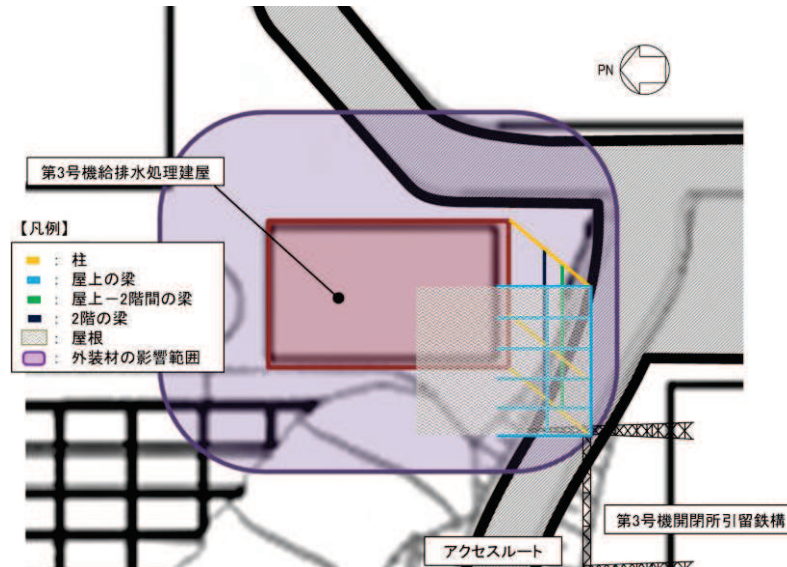 PN
第3号機給排水処理建屋
【凡例】
: 柱
: 屋上の梁
: 屋上－2階間の梁
: 2階の梁
: 屋根
: 外装材の影響範囲
第3号機開閉所引留鉄構
アクセスルート